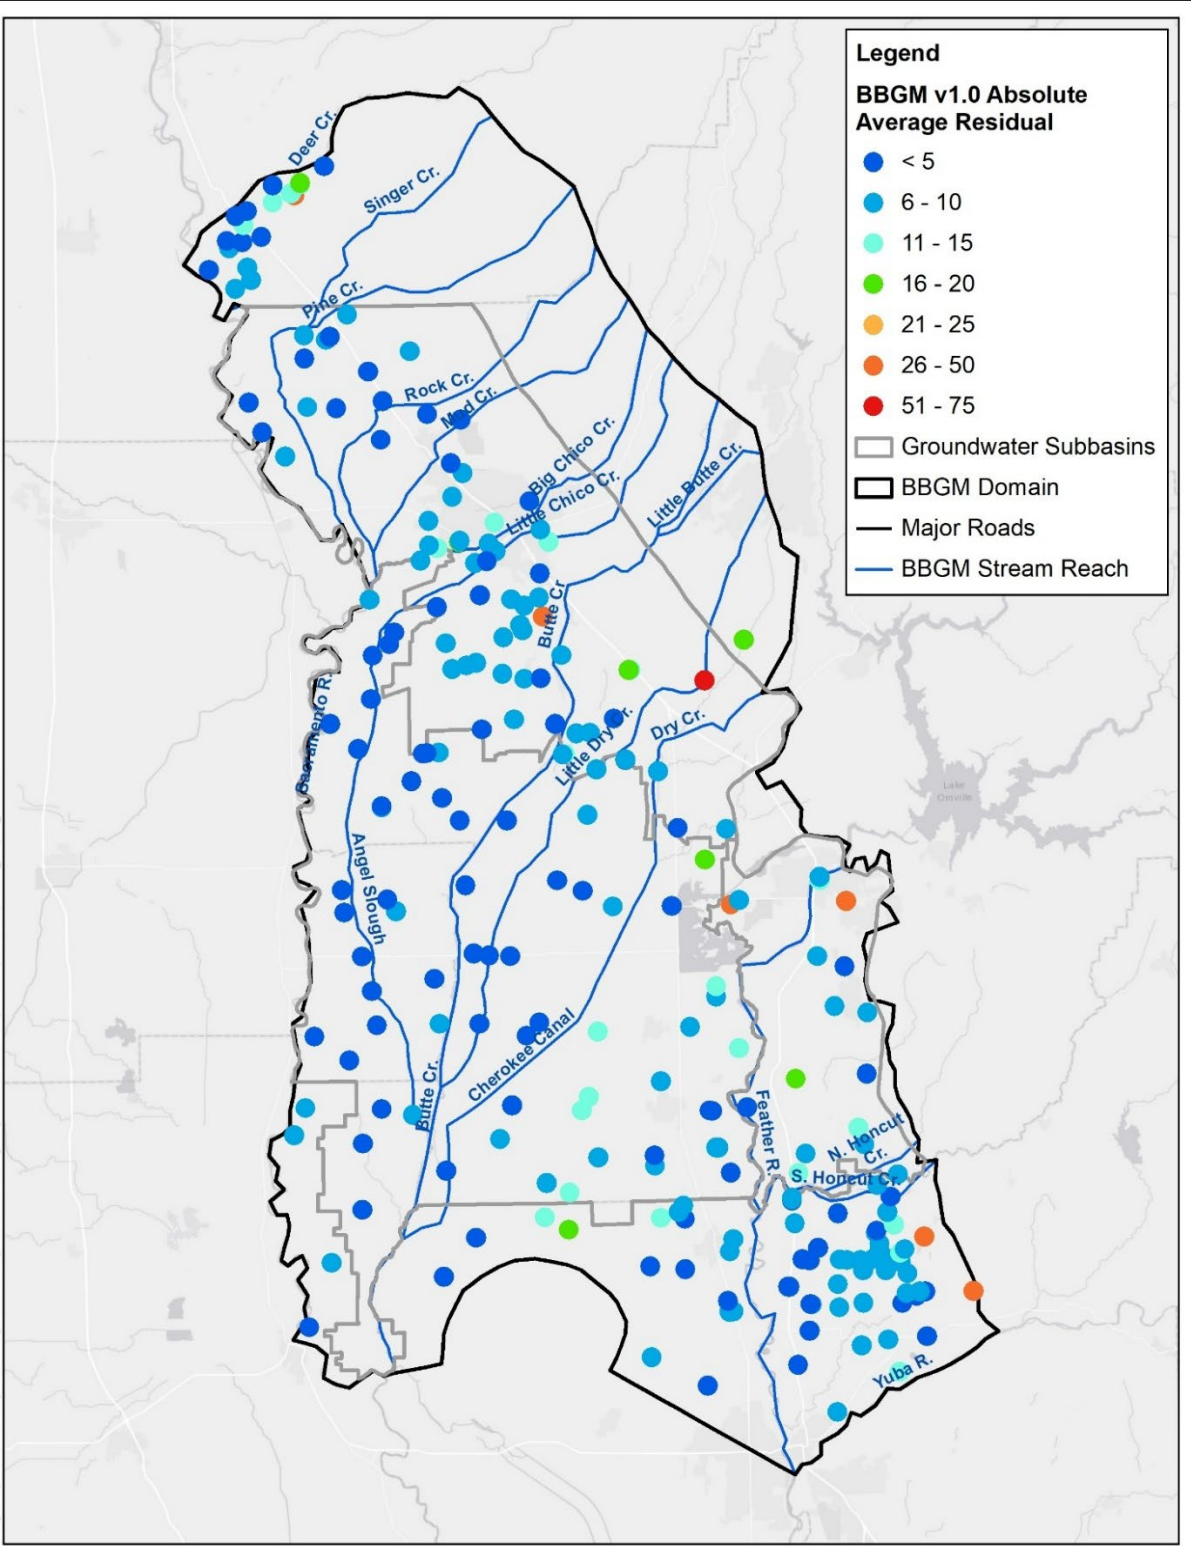 Legend
BBGM v1.0 Absolute
Average Residual
< 5
6 - 10
11 - 15
16 - 20
21 - 25
26 - 50
51 - 75
Groundwater Subbasins
BBGM Domain
Major Roads
BBGM Stream Reach
Deer Cr.
Singer Cr.
Pine Cr.
Rock Cr.
Mud Cr.
Big Chico Cr.
Little Chico Cr.
Little Butte Cr.
Butte Cr
Sacramento R.
Little Dry Cr.
Dry Cr.
Lake
Oroville
Angel Slough
Cherokee Canal
Butte Cr.
Feather R.
N. Honcut
Cr.
S. Honcut Cr.
Yuba R.